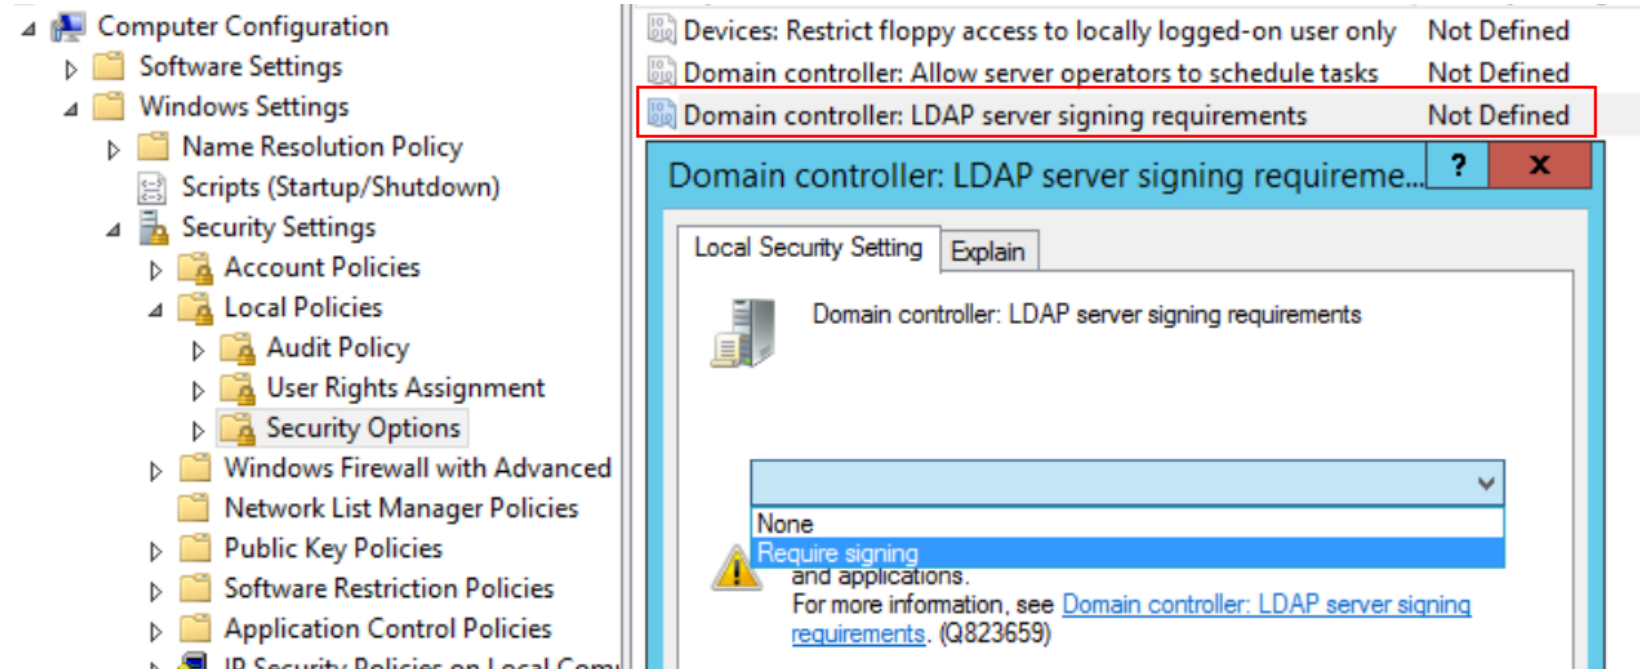 Computer Configuration
Software Settings
Windows Settings
Name Resolution Policy
Scripts (Startup/Shutdown)
Security Settings
Account Policies
Local Policies
Audit Policy
User Rights Assignment
Security Options
Windows Firewall with Advanced
Network List Manager Policies
Public Key Policies
Software Restriction Policies
Application Control Policies
IP Security Policies on Local
Devices: Restrict floppy access to locally logged-on user only Not Defined
Domain controller: Allow server operators to schedule tasks Not Defined
Domain controller: LDAP server signing requirements Not Defined
Domain controller: LDAP server signing requireme... ? x
Local Security Setting Explain
Domain controller: LDAP server signing requirements
None
Require signing
and applications.
For more information, see Domain controller: LDAP server signing
requirements. (Q823659)